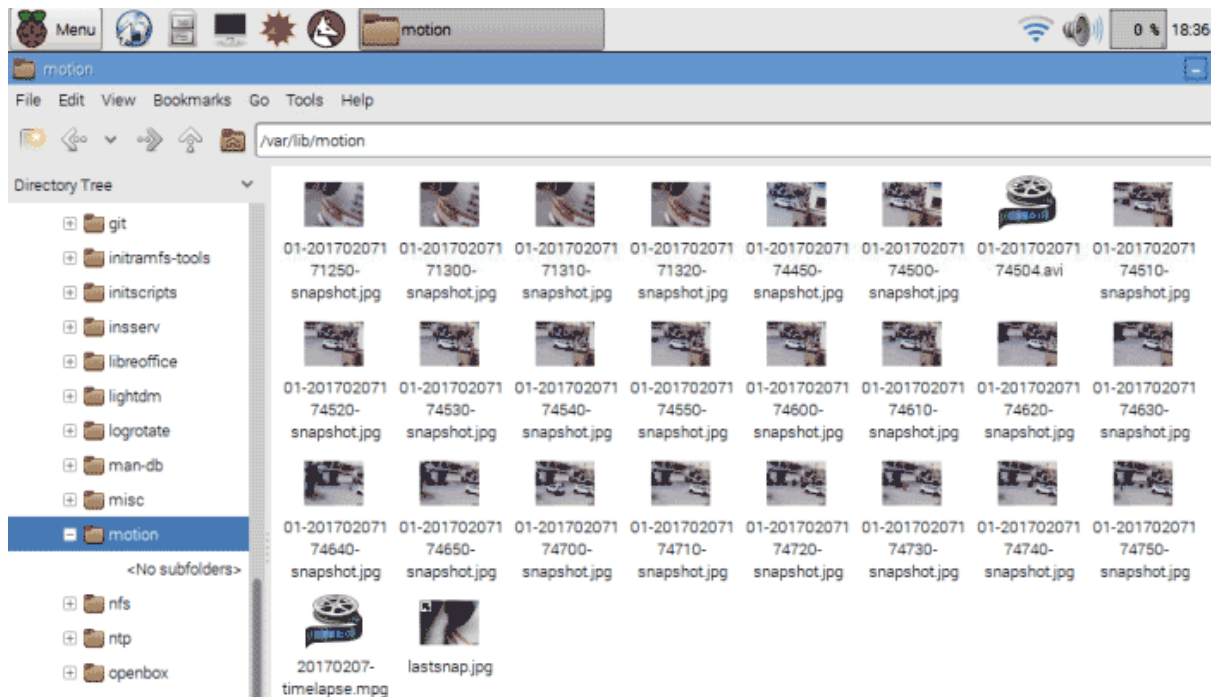 Menu
motion
0 %
18:36
motion
File Edit View Bookmarks Go Tools Help
/var/lib/motion
Directory Tree
git
initramfs-tools
initscripts
insserv
libreoffice
lightdm
logrotate
man-db
misc
motion
<No subfolders>
nfs
ntp
openbox
01-201702071 01-201702071 01-201702071 01-201702071 01-201702071 01-201702071 01-201702071 01-201702071
71250- 71300- 71310- 71320- 74450- 74500- 74504.avi 74510-
snapshot.jpg snapshot.jpg snapshot.jpg snapshot.jpg snapshot.jpg snapshot.jpg snapshot.jpg
01-201702071 01-201702071 01-201702071 01-201702071 01-201702071 01-201702071 01-201702071 01-201702071
74520- 74530- 74540- 74550- 74600- 74610- 74620- 74630-
snapshot.jpg snapshot.jpg snapshot.jpg snapshot.jpg snapshot.jpg snapshot.jpg snapshot.jpg snapshot.jpg
01-201702071 01-201702071 01-201702071 01-201702071 01-201702071 01-201702071 01-201702071 01-201702071
74640- 74650- 74700- 74710- 74720- 74730- 74740- 74750-
snapshot.jpg snapshot.jpg snapshot.jpg snapshot.jpg snapshot.jpg snapshot.jpg snapshot.jpg snapshot.jpg
20170207- lastsnap.jpg
timelapse.mpg